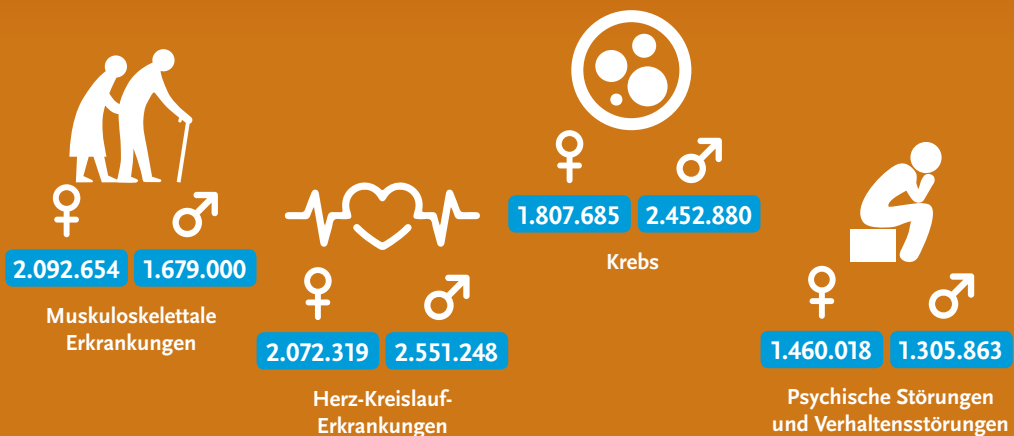 2.092.654 1.679.000
Muskuloskelettale
Erkrankungen
2.072.319 2.551.248
Herz-Kreislauf-
Erkrankungen
1.807.685 2.452.880
Krebs
1.460.018 1.305.863
Psychische Störungen
und Verhaltensstörungen